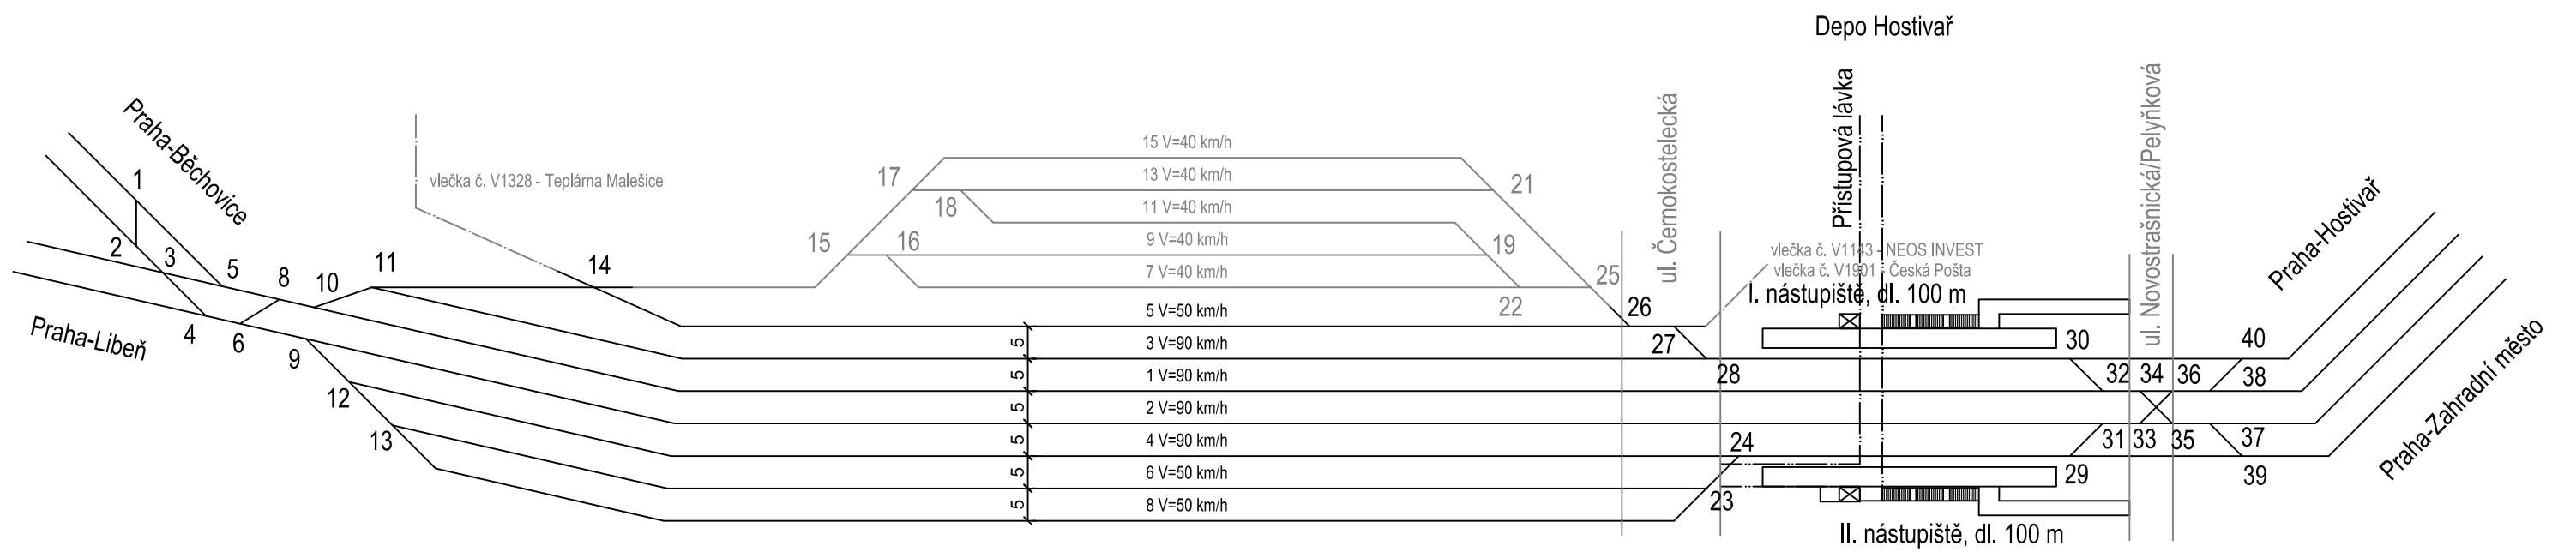 Depo Hostivař
Praha-Běchovice
Praha-Libeň
vlečka č. V1328 - Teplárna Malešice
15 V=40 km/h
13 V=40 km/h
11 V=40 km/h
9 V=40 km/h
7 V=40 km/h
5 V=50 km/h
3 V=90 km/h
1 V=90 km/h
2 V=90 km/h
4 V=90 km/h
6 V=50 km/h
8 V=50 km/h
5
5
5
5
5
5
1
2
3
4
5
6
8
9
10
11
12
13
14
15
16
17
18
19
21
22
25
26
27
28
24
23
ul. Černokostelecká
Přístupová lávka
ul. Novostrašnická/Pelyňková
vlečka č. V1143 - NEOS INVEST
vlečka č. V1901 - Česká Pošta
I. nástupiště, dl. 100 m
II. nástupiště, dl. 100 m
30
29
32
34
36
40
38
31
33
35
37
39
Praha-Hostivař
Praha-Zahradní město